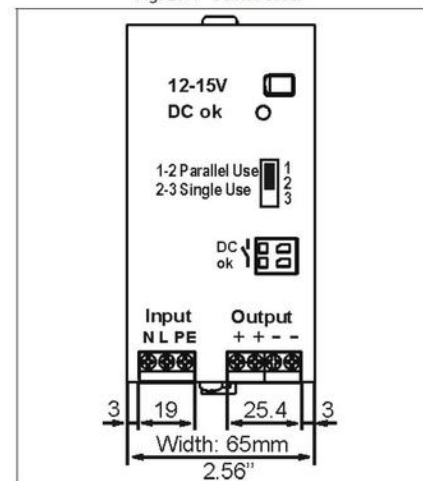 12-15V
DC ok
1-2 Parallel Use
2-3 Single Use
1
2
3
DC
ok
Input
N L PE
Output
+ + - -
3
19
25.4
3
Width: 65mm
2.56"